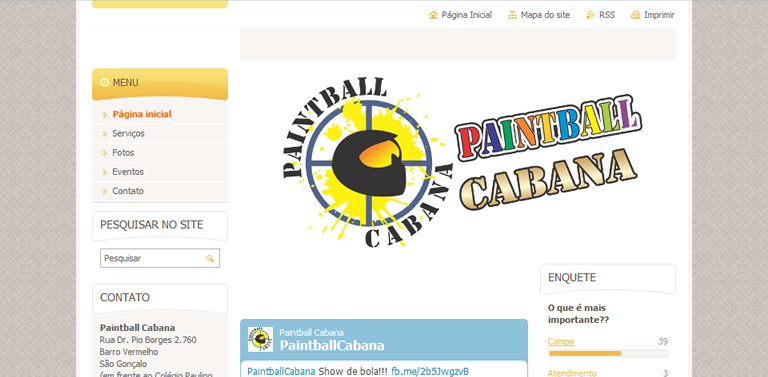 Página Inicial
Mapa do site
RSS
Imprimir
MENU
Página inicial
Serviços
Fotos
Eventos
Contato
PESQUISAR NO SITE
Pesquisar
CONTATO
Paintball Cabana
Rua Dr. Pio Borges 2.760
Barro Vermelho
São Gonçalo
(em frente ao Colégio Paulino
PAINTBALL
CABANA
PAINTBALL
CABANA
Paintball Cabana
PaintballCabana
PaintballCabana Show de bola!!! fb.me/2b5JwgzvB
ENQUETE
O que é mais
importante??
Campo 39
Atendimento 3